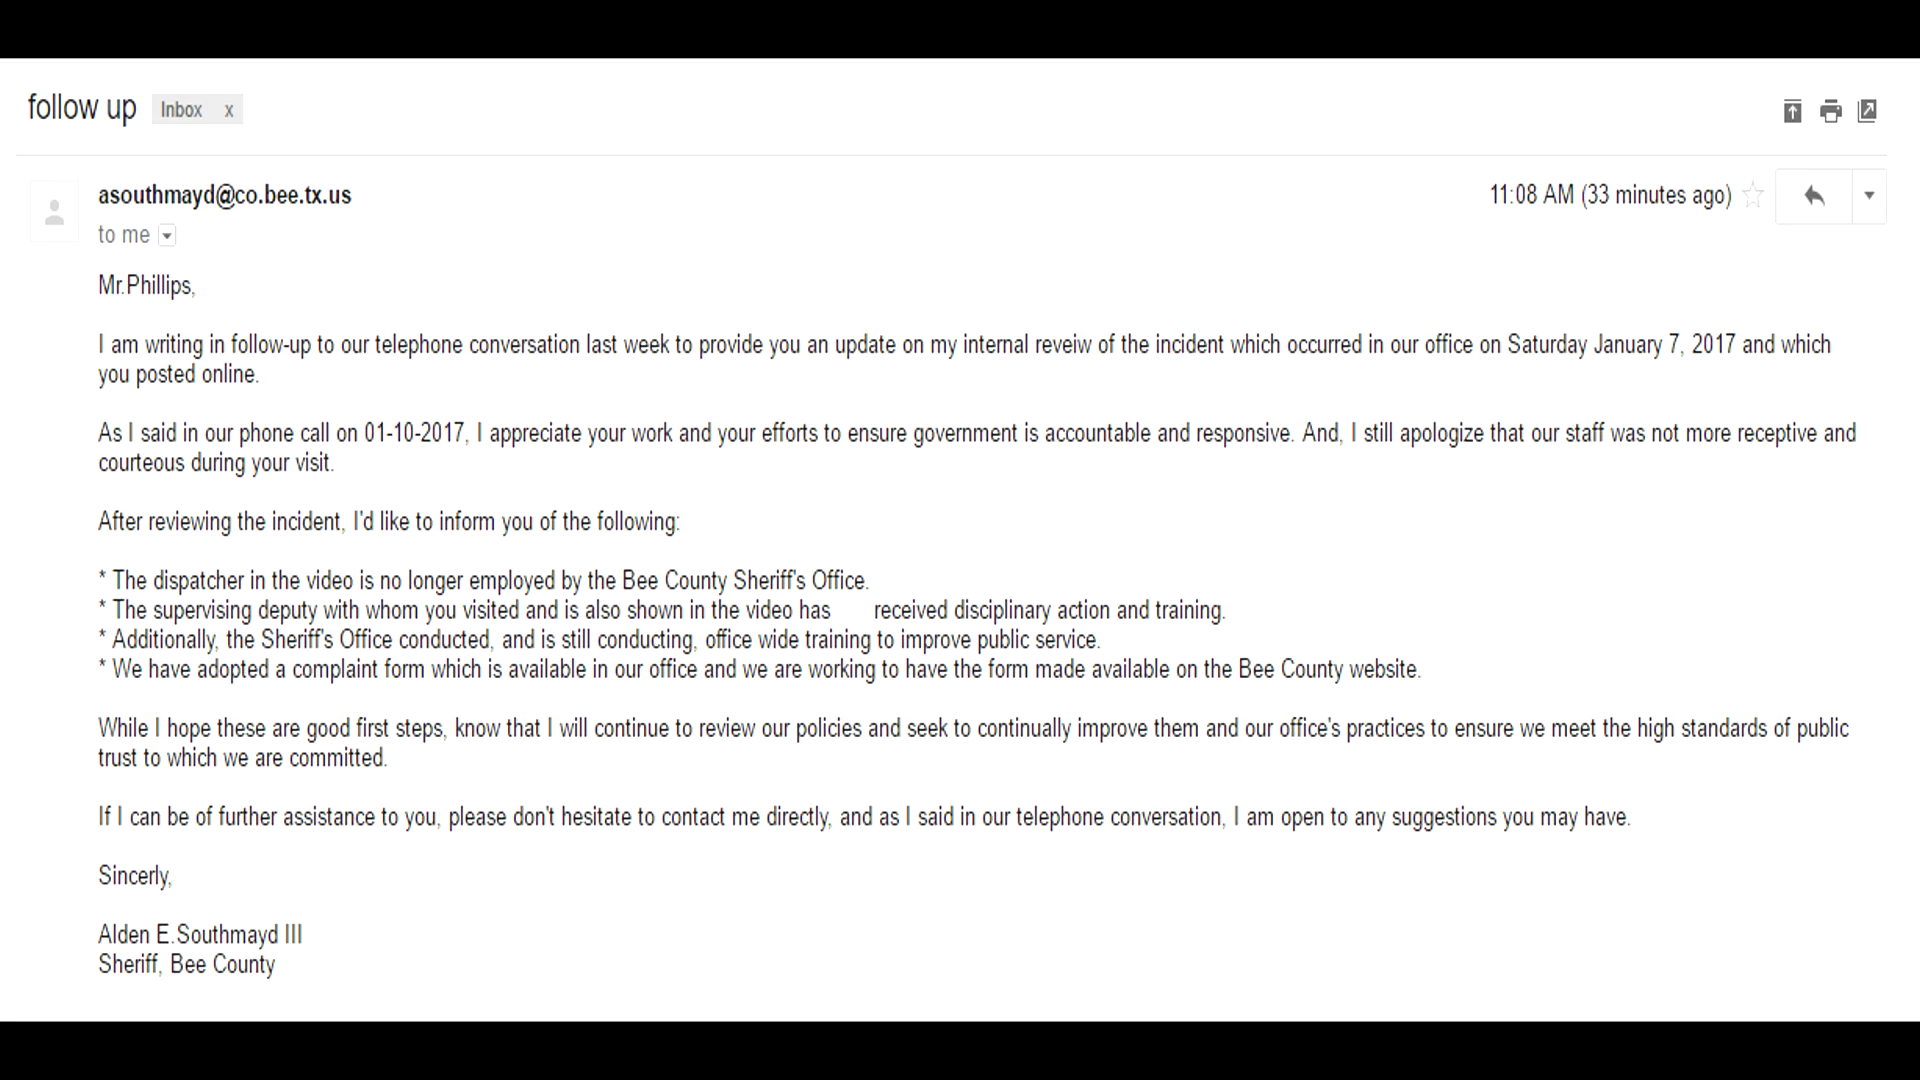 follow up Inbox x
asouthmayd@co.bee.tx.us 11:08 AM (33 minutes ago)
to me
Mr.Phillips,
I am writing in follow-up to our telephone conversation last week to provide you an update on my internal reveiw of the incident which occurred in our office on Saturday January 7, 2017 and which
you posted online.
As I said in our phone call on 01-10-2017, I appreciate your work and your efforts to ensure government is accountable and responsive. And, I still apologize that our staff was not more receptive and
courteous during your visit.
After reviewing the incident, I'd like to inform you of the following:
* The dispatcher in the video is no longer employed by the Bee County Sheriff's Office.
* The supervising deputy with whom you visited and is also shown in the video has received disciplinary action and training.
* Additionally, the Sheriff's Office conducted, and is still conducting, office wide training to improve public service.
* We have adopted a complaint form which is available in our office and we are working to have the form made available on the Bee County website.
While I hope these are good first steps, know that I will continue to review our policies and seek to continually improve them and our office's practices to ensure we meet the high standards of public
trust to which we are committed.
If I can be of further assistance to you, please don't hesitate to contact me directly, and as I said in our telephone conversation, I am open to any suggestions you may have.
Sincerly,
Alden E.Southmayd III
Sheriff, Bee County